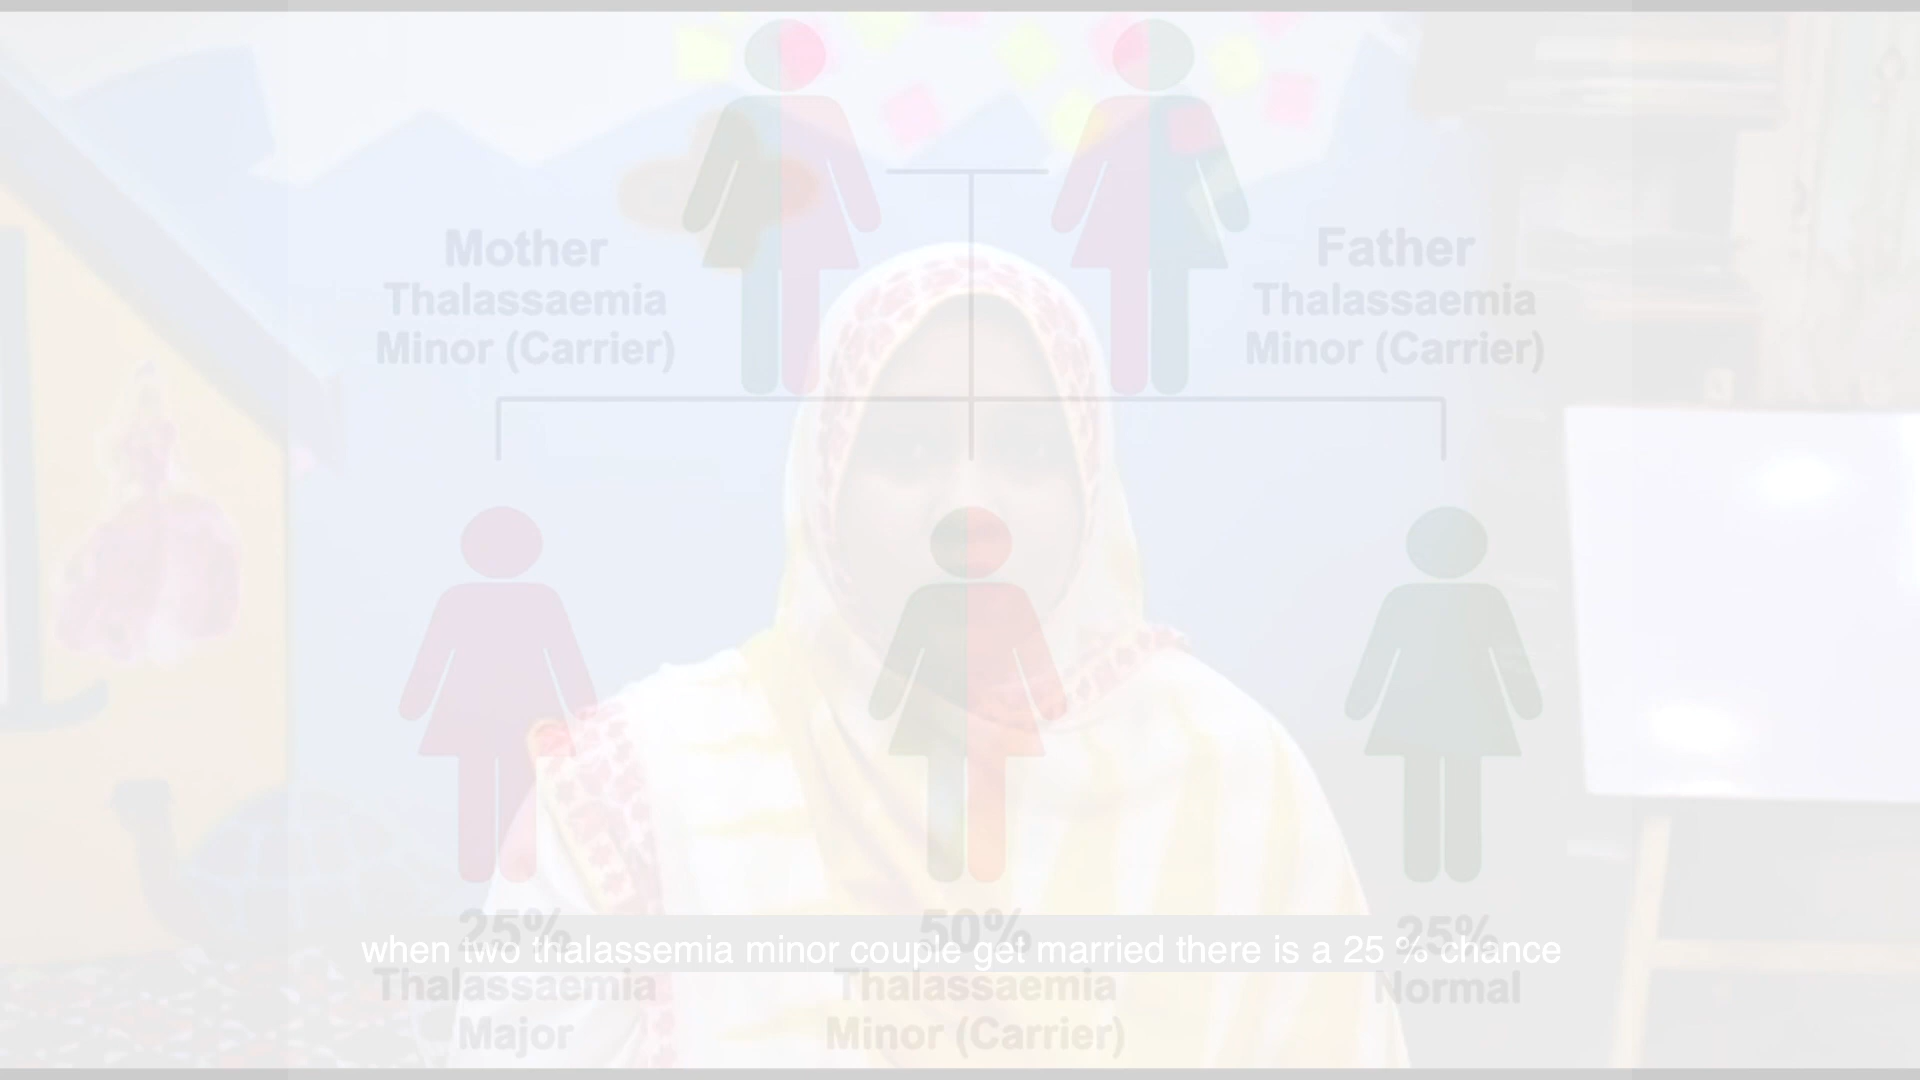 Mother
Thalassaemia
Minor (Carrier)
Father
Thalassaemia
Minor (Carrier)
25%
50%
25%
when two thalassemia minor couple get married there is a 25 % chance
Thalassaemia
Major
Thalassaemia
Minor (Carrier)
Normal